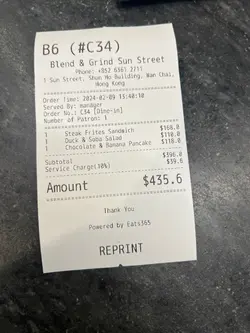 B6 (#C34)
Blend & Grind Sun Street
Phone: +852 6361 2711
1 Sun Street, Shun Ho Building, Wan Chai,
Hong Kong
Order Time: 2024-02-09 15:40:10
Served By: manager
Order No.: C34 [Dine-in]
Number of Patron: 1
1 Steak Frites Sandwich $168.0
1 Duck & Soba Salad $110.0
1 Chocolate & Banana Pancake $118.0
Subtotal $396.0
Service Charge(10%) $39.6
Amount $435.6
Thank You
Powered by Eats365
REPRINT